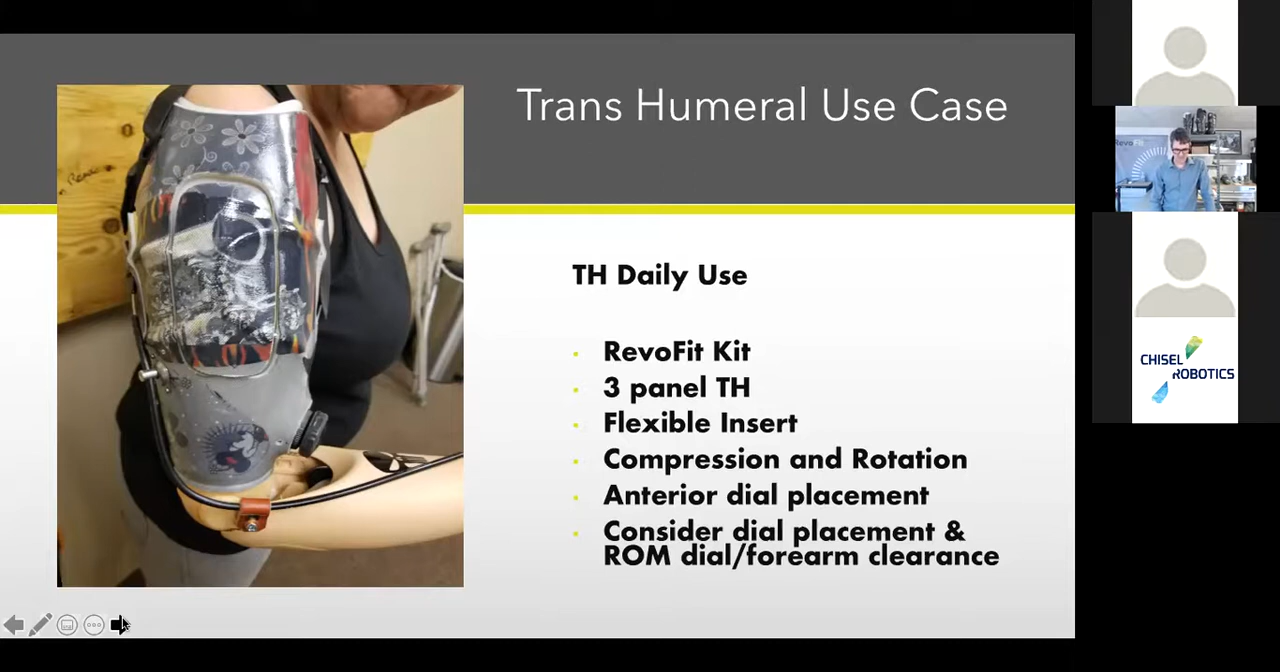 Trans Humeral Use Case
TH Daily Use
RevoFit Kit
3 panel TH
Flexible Insert
Compression and Rotation
Anterior dial placement
Consider dial placement &
ROM dial/forearm clearance
RevoFit
CHISEL
ROBOTICS